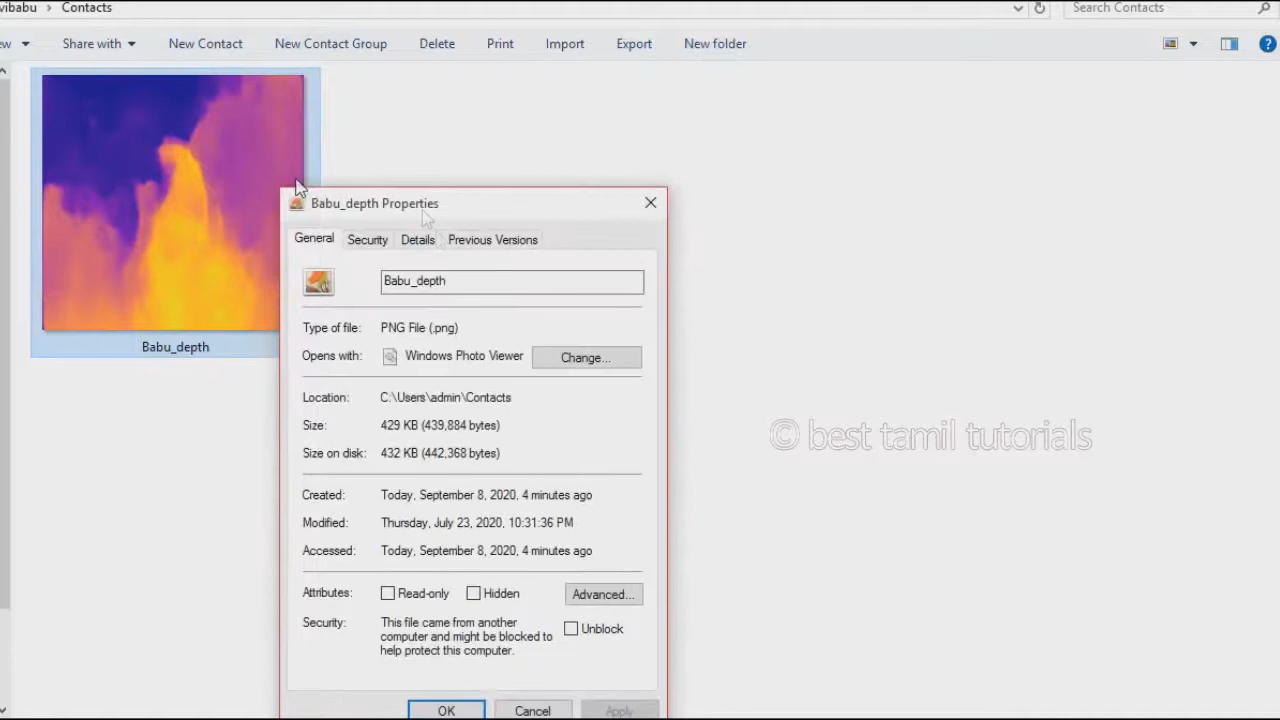 vibabu > Contacts
Search Contacts
ew Share with New Contact New Contact Group Delete Print Import Export New folder
Babu_depth
Babu_depth Properties
General Security Details Previous Versions
Babu_depth
Type of file: PNG File (.png)
Opens with: Windows Photo Viewer Change...
Location: C:\Users\admin\Contacts
Size: 429 KB (439,884 bytes)
Size on disk: 432 KB (442,368 bytes)
Created: Today, September 8, 2020, 4 minutes ago
Modified: Thursday, July 23, 2020, 10:31:36 PM
Accessed: Today, September 8, 2020, 4 minutes ago
Attributes: Read-only Hidden Advanced...
Security: This file came from another
computer and might be blocked to
help protect this computer.
Unblock
OK Cancel Apply
© best tamil tutorials